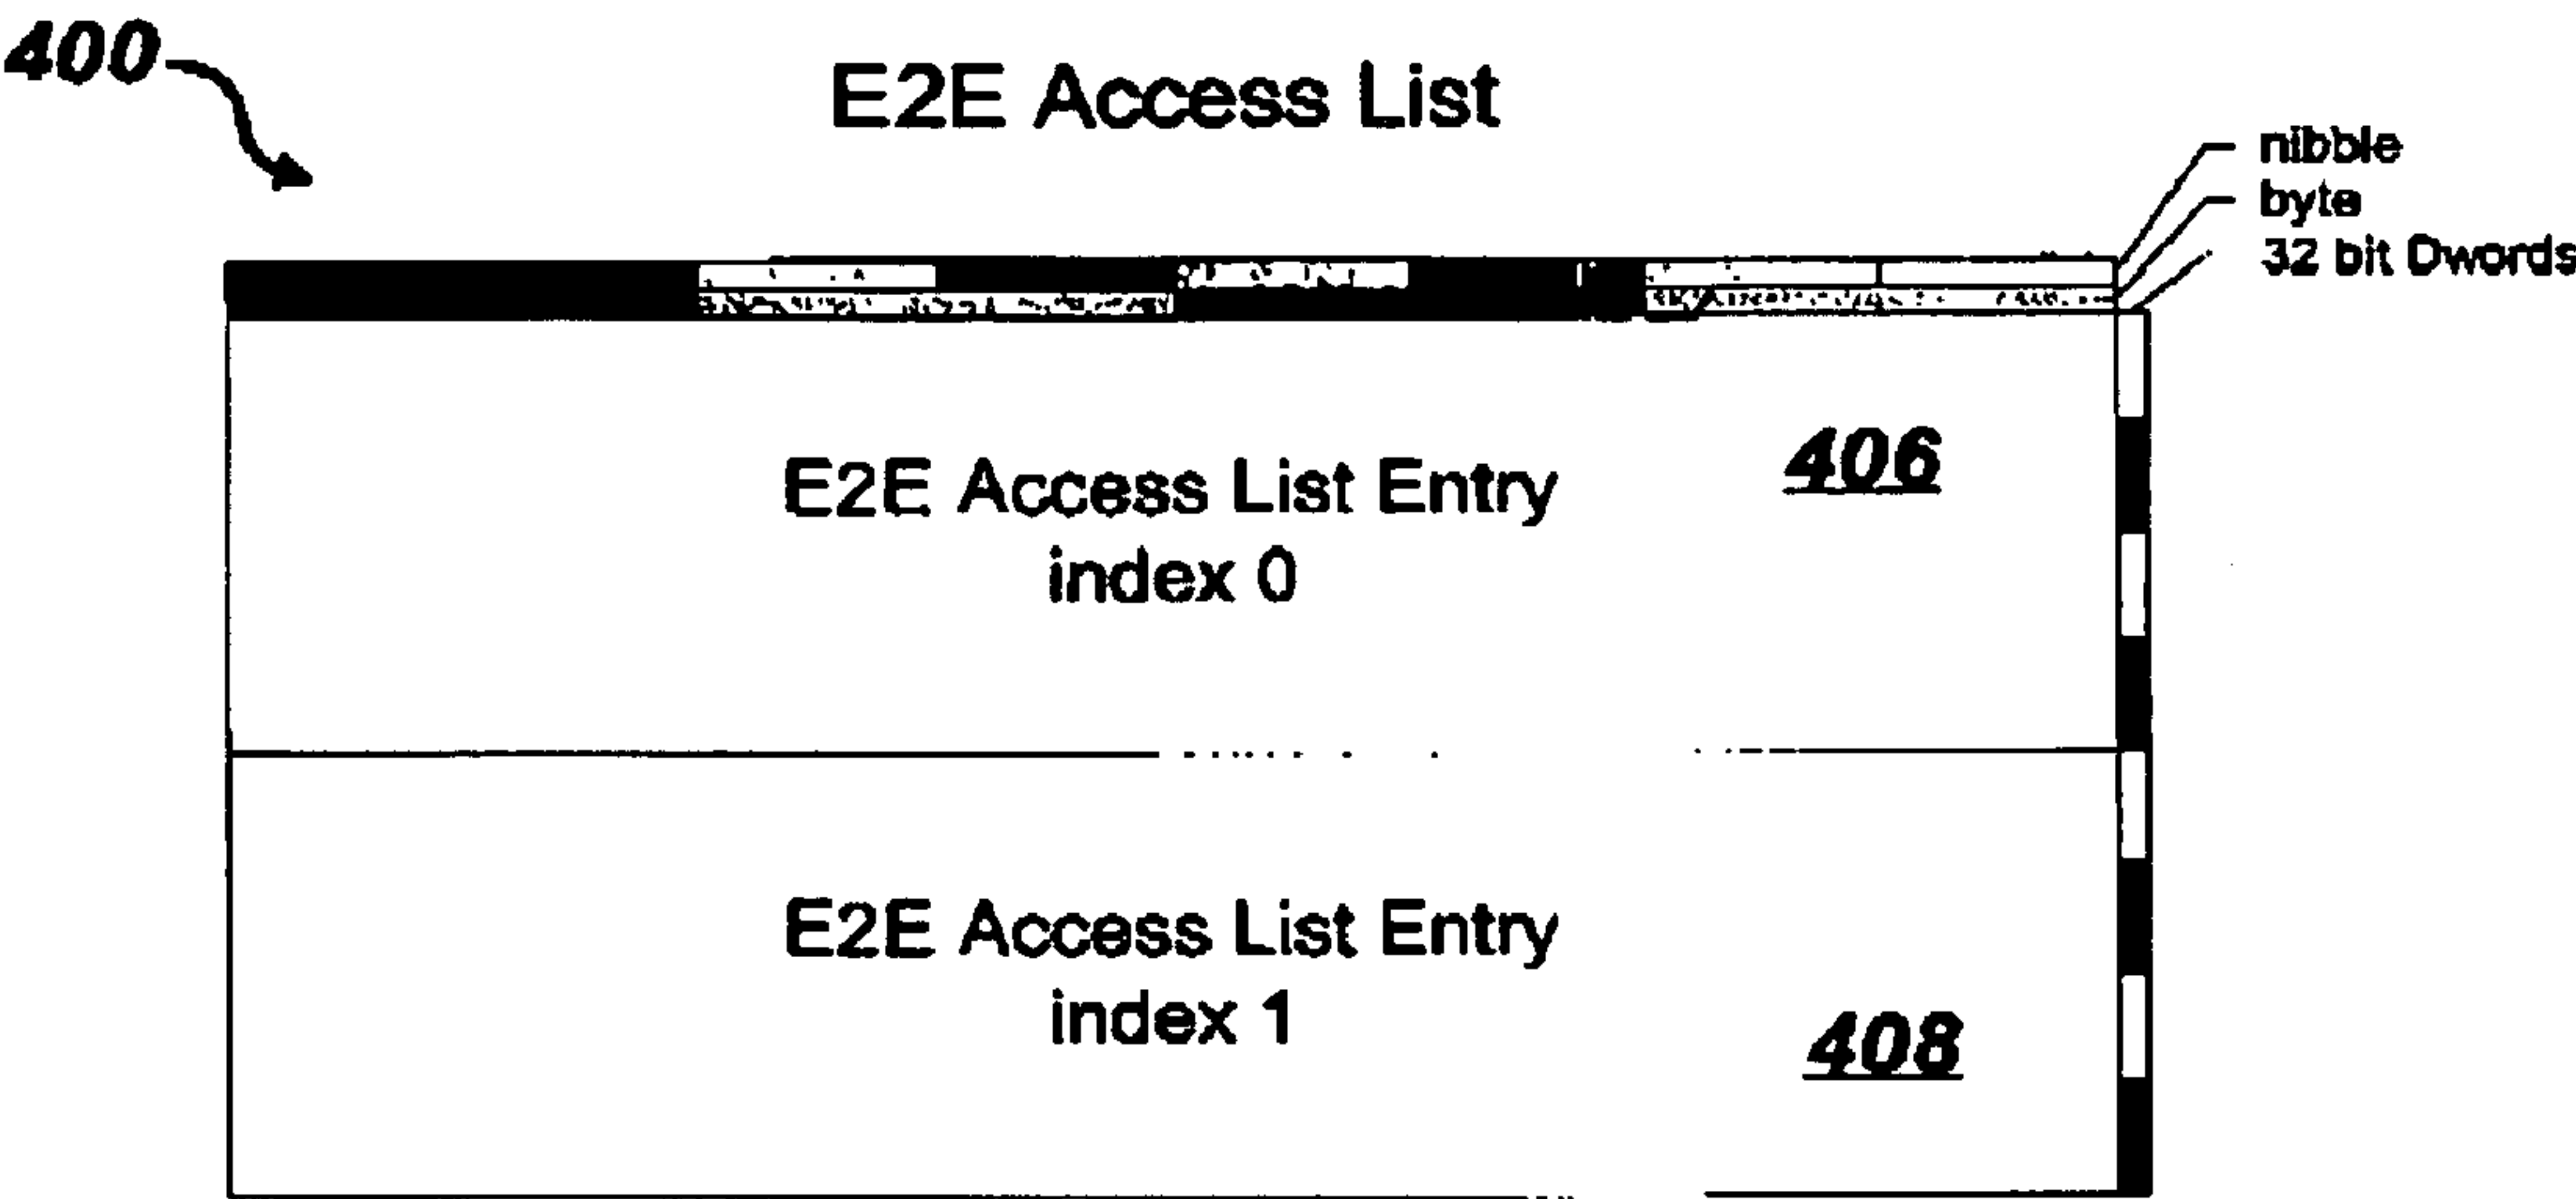 400
E2E Access List
nibble
byte
32 bit Dwords
E2E Access List Entry
index 0
406
E2E Access List Entry
index 1
408